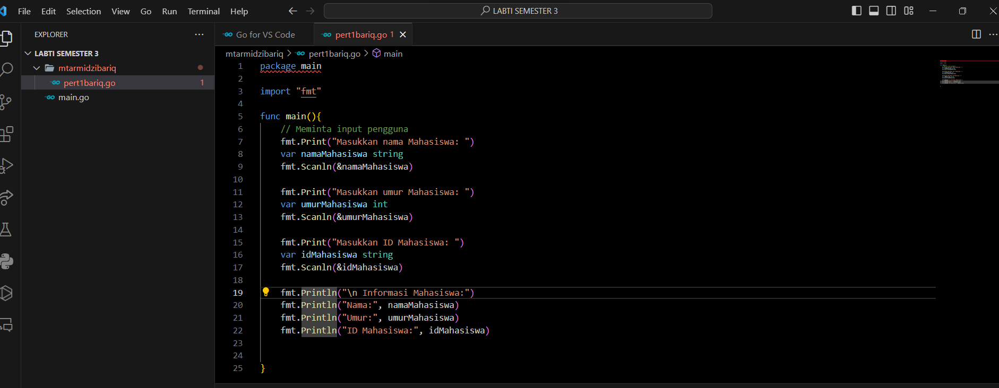 File Edit Selection View Go Run Terminal Help
LABTI SEMESTER 3
EXPLORER
LABTI SEMESTER 3
mtarmidzibariq
GO pert1bariq.go 1
GO main.go
GO Go for VS Code
GO pert1bariq.go 1
mtarmidzibariq > GO pert1bariq.go > main
1 package main
2
3 import "fmt"
4
5 func main(){
6 // Meminta input pengguna
7 fmt.Print("Masukkan nama Mahasiswa: ")
8 var namaMahasiswa string
9 fmt.Scanln(&namaMahasiswa)
10
11 fmt.Print("Masukkan umur Mahasiswa: ")
12 var umurMahasiswa int
13 fmt.Scanln(&umurMahasiswa)
14
15 fmt.Print("Masukkan ID Mahasiswa: ")
16 var idMahasiswa string
17 fmt.Scanln(&idMahasiswa)
18
19 fmt.Println("\n Informasi Mahasiswa:")
20 fmt.Println("Nama:", namaMahasiswa)
21 fmt.Println("Umur:", umurMahasiswa)
22 fmt.Println("ID Mahasiswa:", idMahasiswa)
23
24
25 }